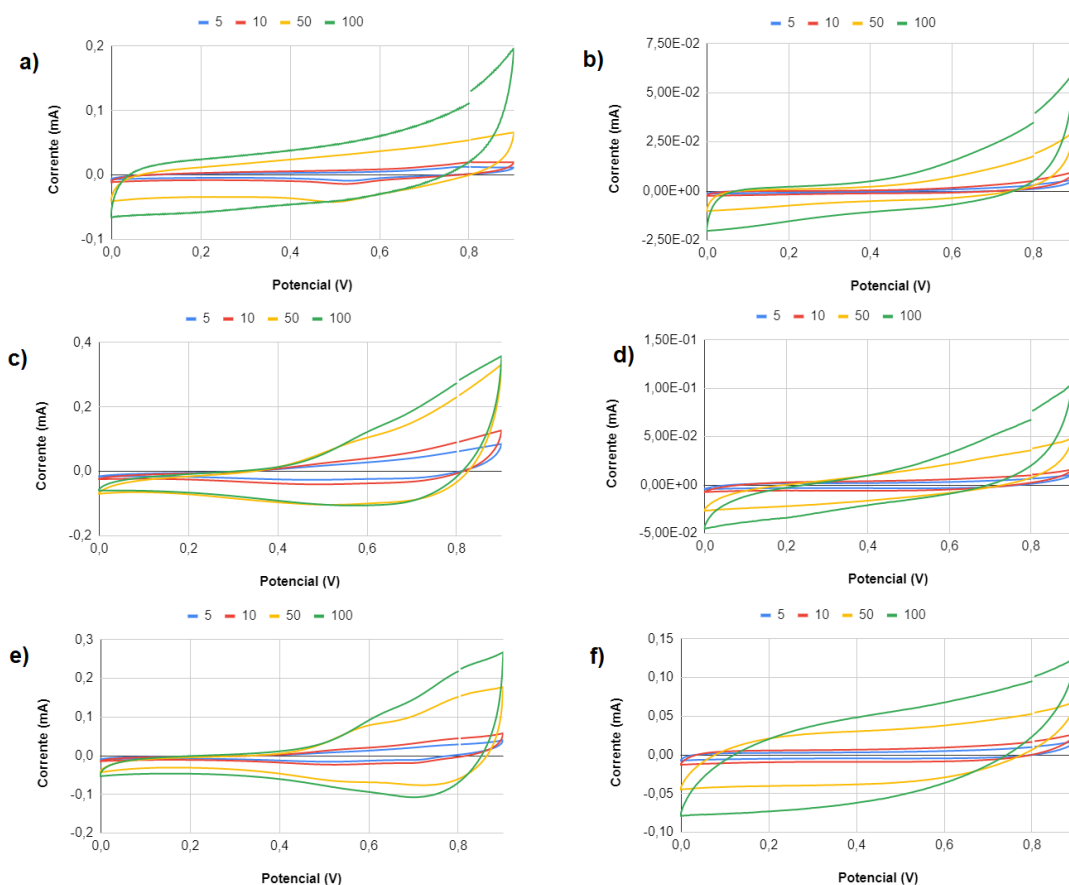 a)
5 10 50 100
Corrente (mA)
0,2
0,1
0,0
-0,1
0,0 0,2 0,4 0,6 0,8
Potencial (V)
b)
5 10 50 100
Corrente (mA)
7,50E-02
5,00E-02
2,50E-02
0,00E+00
-2,50E-02
0,0 0,2 0,4 0,6 0,8
Potencial (V)
c)
5 10 50 100
Corrente (mA)
0,4
0,2
0,0
-0,2
0,0 0,2 0,4 0,6 0,8
Potencial (V)
d)
5 10 50 100
Corrente (mA)
1,50E-01
1,00E-01
5,00E-02
0,00E+00
-5,00E-02
0,0 0,2 0,4 0,6 0,8
Potencial (V)
e)
5 10 50 100
Corrente (mA)
0,3
0,2
0,1
0,0
-0,1
-0,2
0,0 0,2 0,4 0,6 0,8
Potencial (V)
f)
5 10 50 100
Corrente (mA)
0,15
0,10
0,05
0,00
-0,05
-0,10
0,0 0,2 0,4 0,6 0,8
Potencial (V)